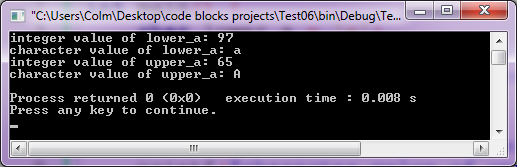 "C:\Users\Colm\Desktop\code blocks projects\Test06\bin\Debug\Te...
integer value of lower_a: 97
character value of lower_a: a
integer value of upper_a: 65
character value of upper_a: A
Process returned 0 (0x0)   execution time : 0.008 s
Press any key to continue.